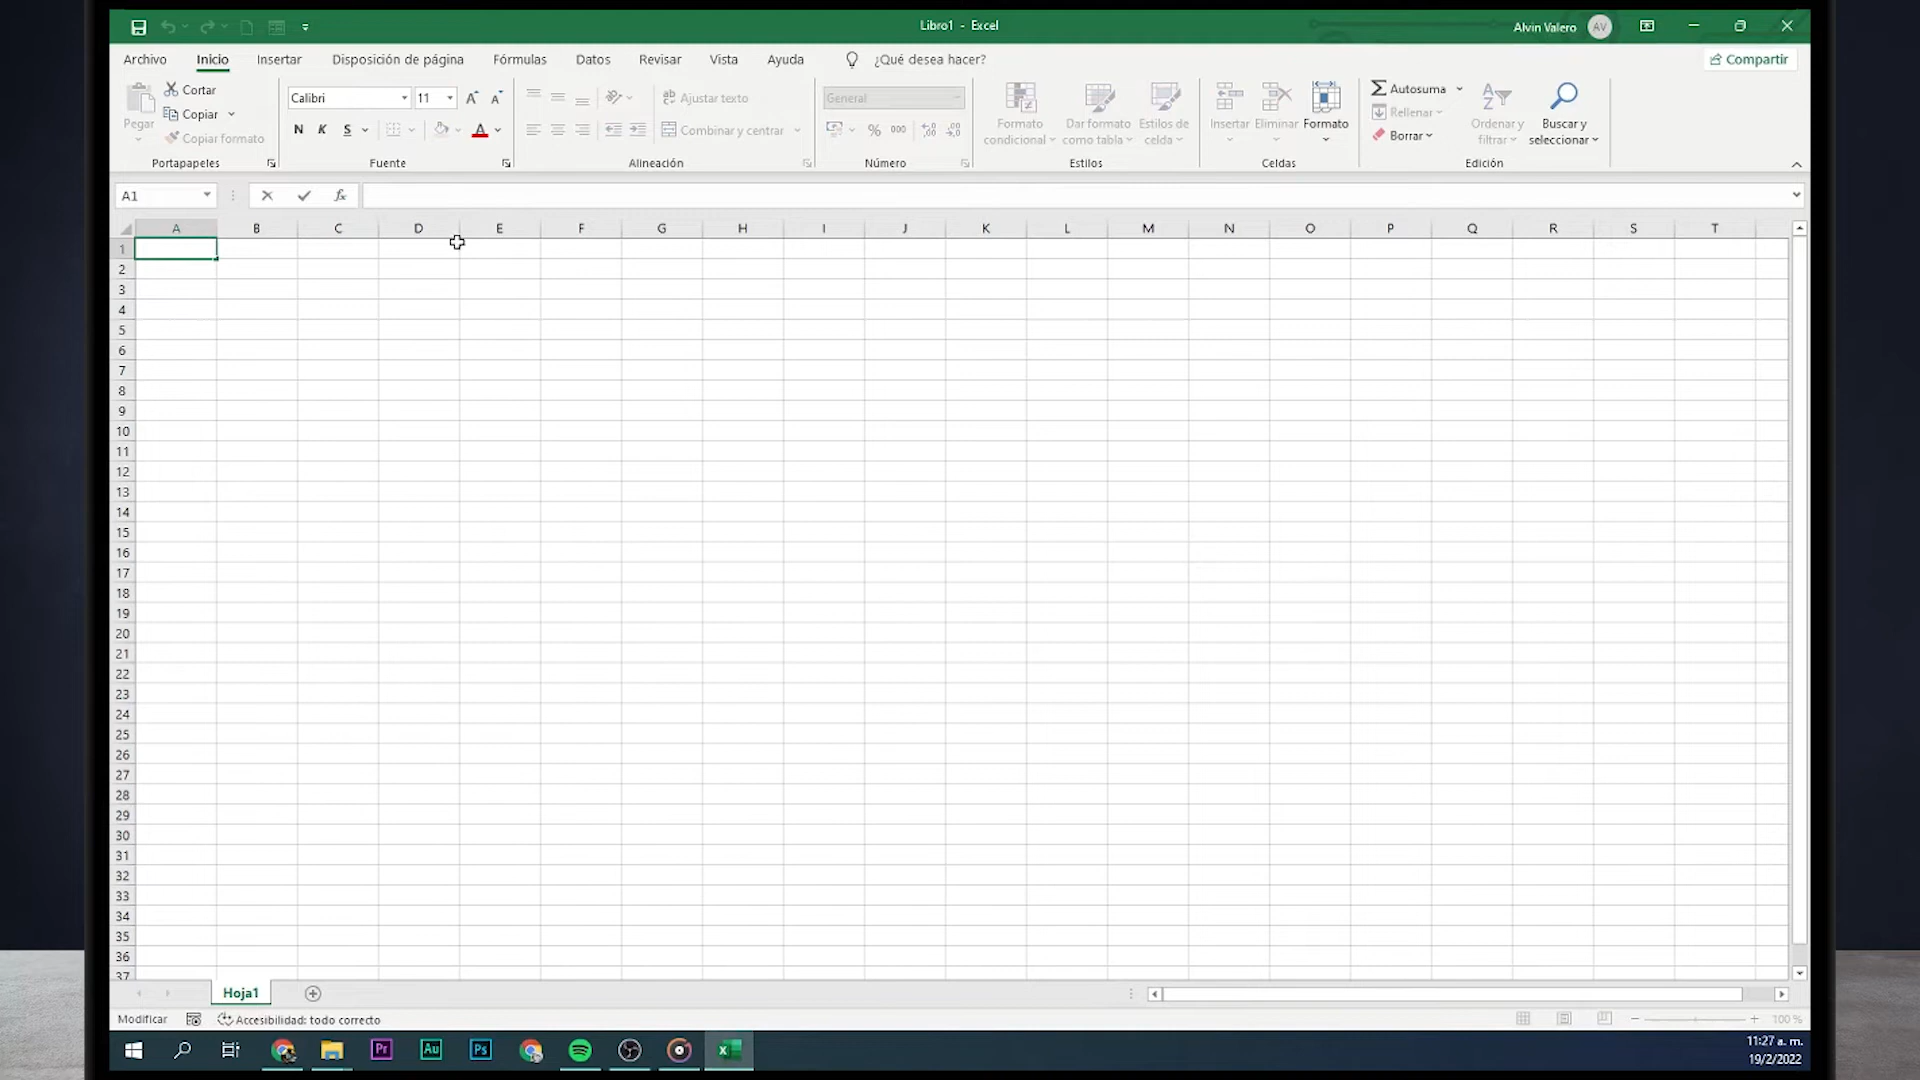 Libro1 - Excel
Alvin Valero AV
Archivo Inicio Insertar Disposición de página Fórmulas Datos Revisar Vista Ayuda ¿Qué desea hacer? Compartir
Pegar
Cortar
Copiar
Copiar formato
Portapapeles
Calibri 11
N K S A
Fuente
ab Ajustar texto
Combinar y centrar
Alineación
General
% 000
Número
Formato condicional
Dar formato como tabla
Estilos de celda
Estilos
Insertar
Eliminar
Formato
Celdas
Autosuma
Rellenar
Borrar
Ordenar y filtrar
Buscar y seleccionar
Edición
A1 fx
A B C D E F G H I J K L M N O P Q R S T
1
2
3
4
5
6
7
8
9
10
11
12
13
14
15
16
17
18
19
20
21
22
23
24
25
26
27
28
29
30
31
32
33
34
35
36
37
Hoja1
Modificar Accesibilidad: todo correcto 100 %
Pr Au Ps
11:27 a. m.
19/2/2022